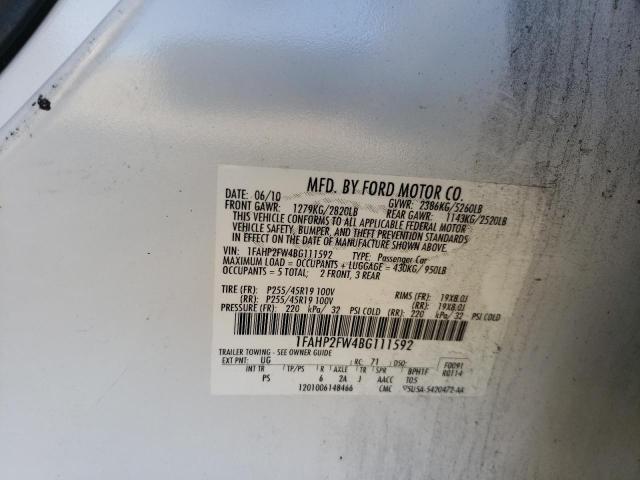 MFD. BY FORD MOTOR CO.
DATE: 06/10 GVWR: 2386KG/5260LB
FRONT GAWR: 1279KG/2820LB REAR GAWR: 1143KG/2520LB
THIS VEHICLE CONFORMS TO ALL APPLICABLE FEDERAL MOTOR
VEHICLE SAFETY, BUMPER, AND THEFT PREVENTION STANDARDS
IN EFFECT ON THE DATE OF MANUFACTURE SHOWN ABOVE.
VIN: 1FAHP2FW4BG111592 TYPE: Passenger Car
MAXIMUM LOAD = OCCUPANTS + LUGGAGE = 430KG/950LB
OCCUPANTS = 5 TOTAL; 2 FRONT, 3 REAR
TIRE (FR): P255/45R19 100V RIMS (FR): 19X8.0J
(RR): P255/45R19 100V (RR): 19X8.0J
PRESSURE (FR): 220 kPa/ 32 PSI COLD (RR): 220 kPa/ 32 PSI COLD
1FAHP2FW4BG111592
TRAILER TOWING - SEE OWNER GUIDE
EXT PNT: UG RC: 71 DSO: F0091
R0114
INT TR TP/PS R AXLE TR SPR BPH1F
PS 6 2A J AACC T05
1201006148466 CMC 5U5A-5420472-AA